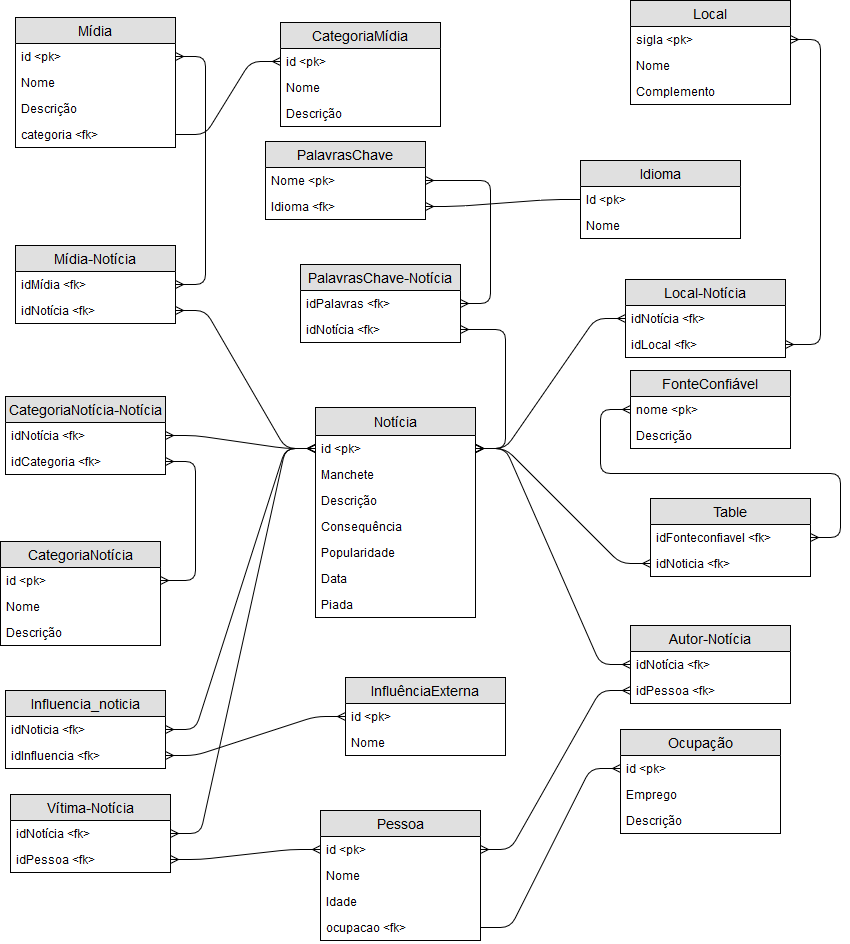 Mídia
id <pk>
Nome
Descrição
categoria <fk>
CategoriaMídia
id <pk>
Nome
Descrição
Local
sigla <pk>
Nome
Complemento
PalavrasChave
Nome <pk>
Idioma <fk>
Idioma
Id <pk>
Nome
Mídia-Notícia
idMídia <fk>
idNotícia <fk>
PalavrasChave-Notícia
idPalavras <fk>
idNotícia <fk>
Local-Notícia
idNotícia <fk>
idLocal <fk>
FonteConfiável
nome <pk>
Descrição
CategoriaNotícia-Notícia
idNotícia <fk>
idCategoria <fk>
Notícia
id <pk>
Manchete
Descrição
Consequência
Popularidade
Data
Piada
Table
idFonteconfiavel <fk>
idNoticia <fk>
CategoriaNotícia
id <pk>
Nome
Descrição
Autor-Notícia
idNotícia <fk>
idPessoa <fk>
Influencia_noticia
idNoticia <fk>
idInfluencia <fk>
InfluênciaExterna
id <pk>
Nome
Ocupação
id <pk>
Emprego
Descrição
Vítima-Notícia
idNotícia <fk>
idPessoa <fk>
Pessoa
id <pk>
Nome
Idade
ocupacao <fk>